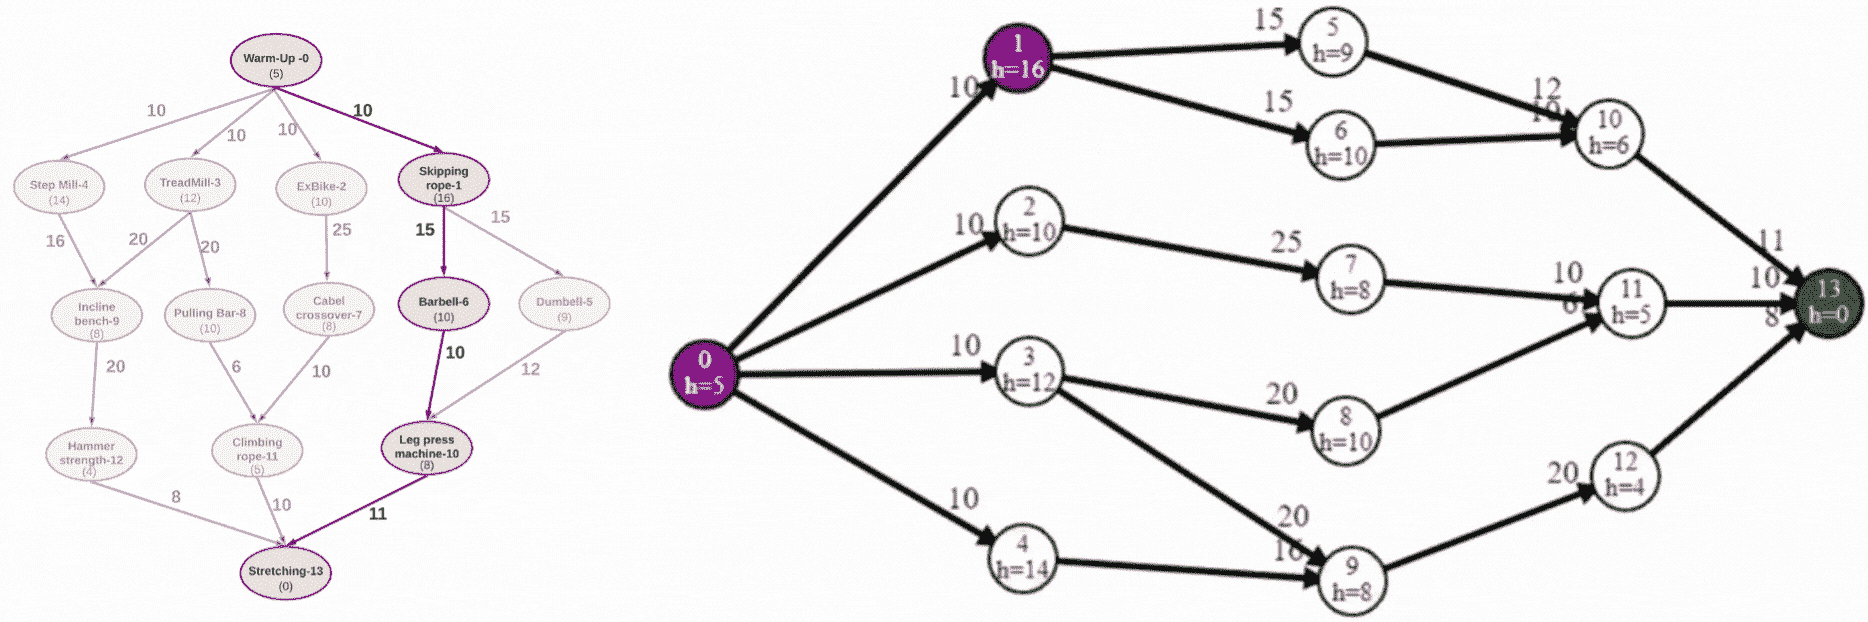 Warm-Up -0
(5)
10
10
10
10
Step Mill-4
(14)
TreadMill-3
(12)
ExBike-2
(10)
Skipping
rope-1
(16)
16
20
20
25
15
15
Incline
bench-9
(8)
Pulling Bar-8
(10)
Cabel
crossover-7
(8)
Barbell-6
(10)
Dumbell-5
(9)
20
6
10
10
12
Hammer
strength-12
(4)
Climbing
rope-11
(5)
Leg press
machine-10
(8)
8
10
11
Stretching-13
(0)
0
h=5
10
10
10
10
1
h=16
2
h=10
3
h=12
4
h=14
15
15
25
20
20
16
5
h=9
6
h=10
7
h=8
8
h=10
9
h=8
12
10
10
6
20
10
h=6
11
h=5
12
h=4
11
10
8
13
h=0